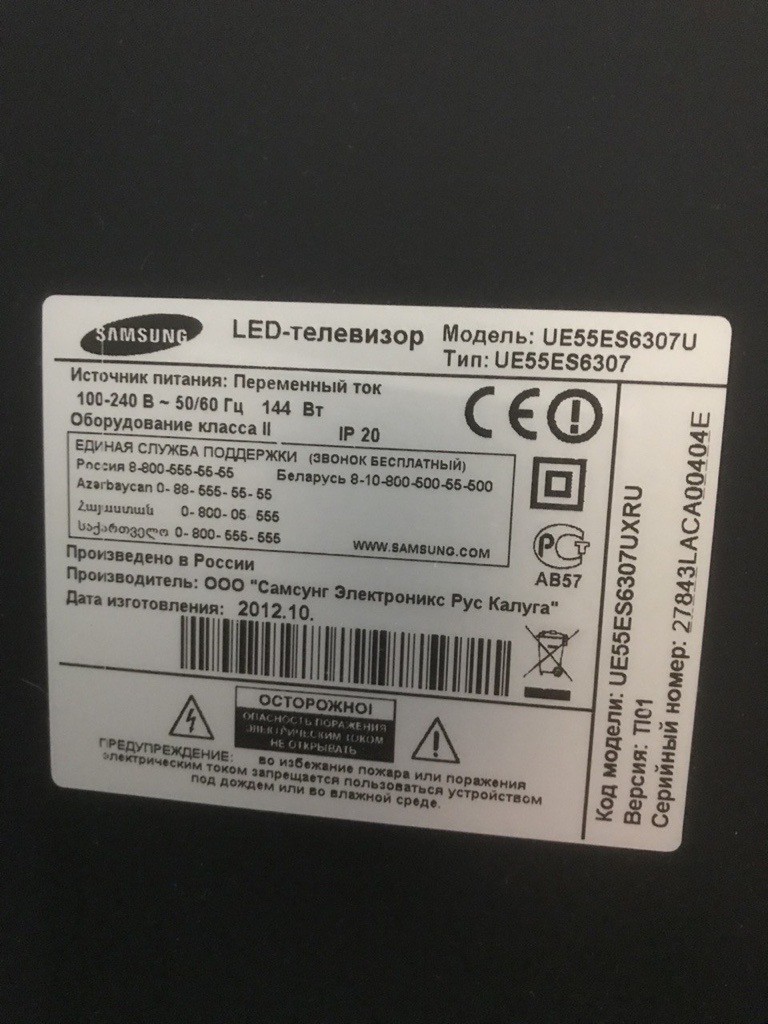 SAMSUNG
LED-телевизор
Модель: UE55ES6307U
Тип: UE55ES6307
Источник питания: Переменный ток
100-240 В ~ 50/60 Гц 144 Вт
Оборудование класса II IP 20
ЕДИНАЯ СЛУЖБА ПОДДЕРЖКИ (ЗВОНОК БЕСПЛАТНЫЙ)
Россия 8-800-555-55-55 Беларусь 8-10-800-500-55-500
Azərbaycan 0- 88- 555- 55- 55
Հայաստան 0-800- 05- 555
საქართველო 0-800- 555- 555
WWW.SAMSUNG.COM
Произведено в России
Производитель: ООО "Самсунг Электроникс Рус Калуга"
Дата изготовления: 2012.10.
CE
АВ57
ОСТОРОЖНО!
ОПАСНОСТЬ ПОРАЖЕНИЯ
ЭЛЕКТРИЧЕСКИМ ТОКОМ
НЕ ОТКРЫВАТЬ
ПРЕДУПРЕЖДЕНИЕ: во избежание пожара или поражения
электрическим током запрещается пользоваться устройством
под дождем или во влажной среде.
Код модели: UE55ES6307UXRU
Версия: TI01
Серийный номер: 27843LACA00404E